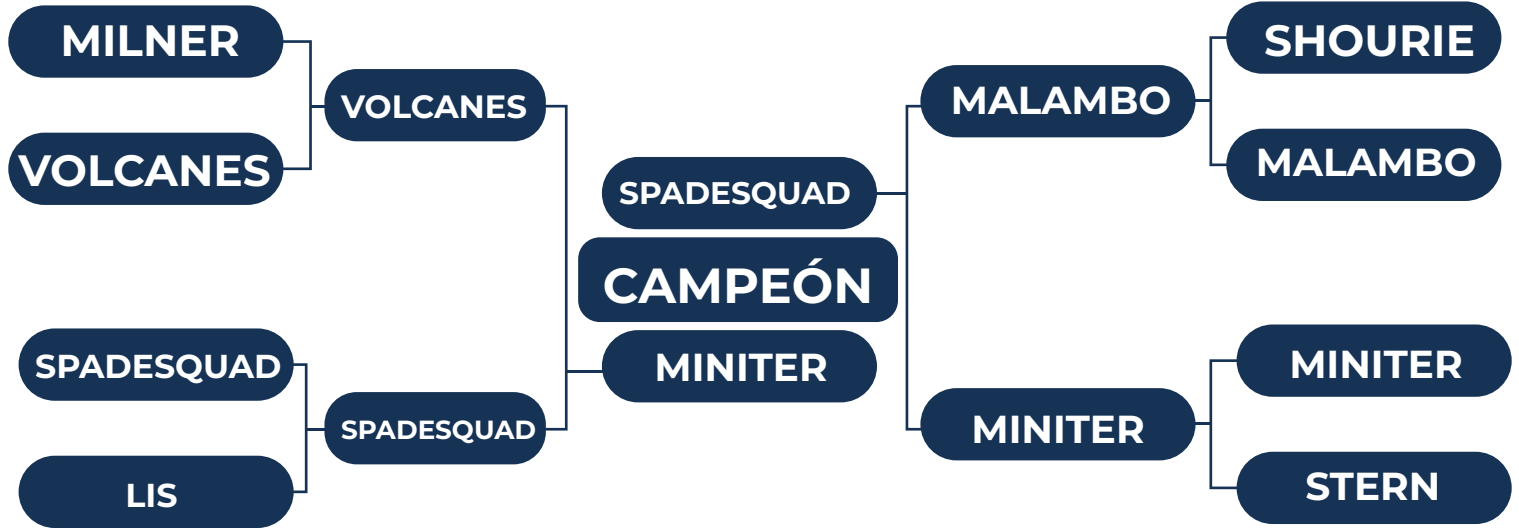 MILNER
VOLCANES
SPADESQUAD
LIS
VOLCANES
SPADESQUAD
SPADESQUAD
CAMPEÓN
MINITER
MALAMBO
MINITER
SHOURIE
MALAMBO
MINITER
STERN